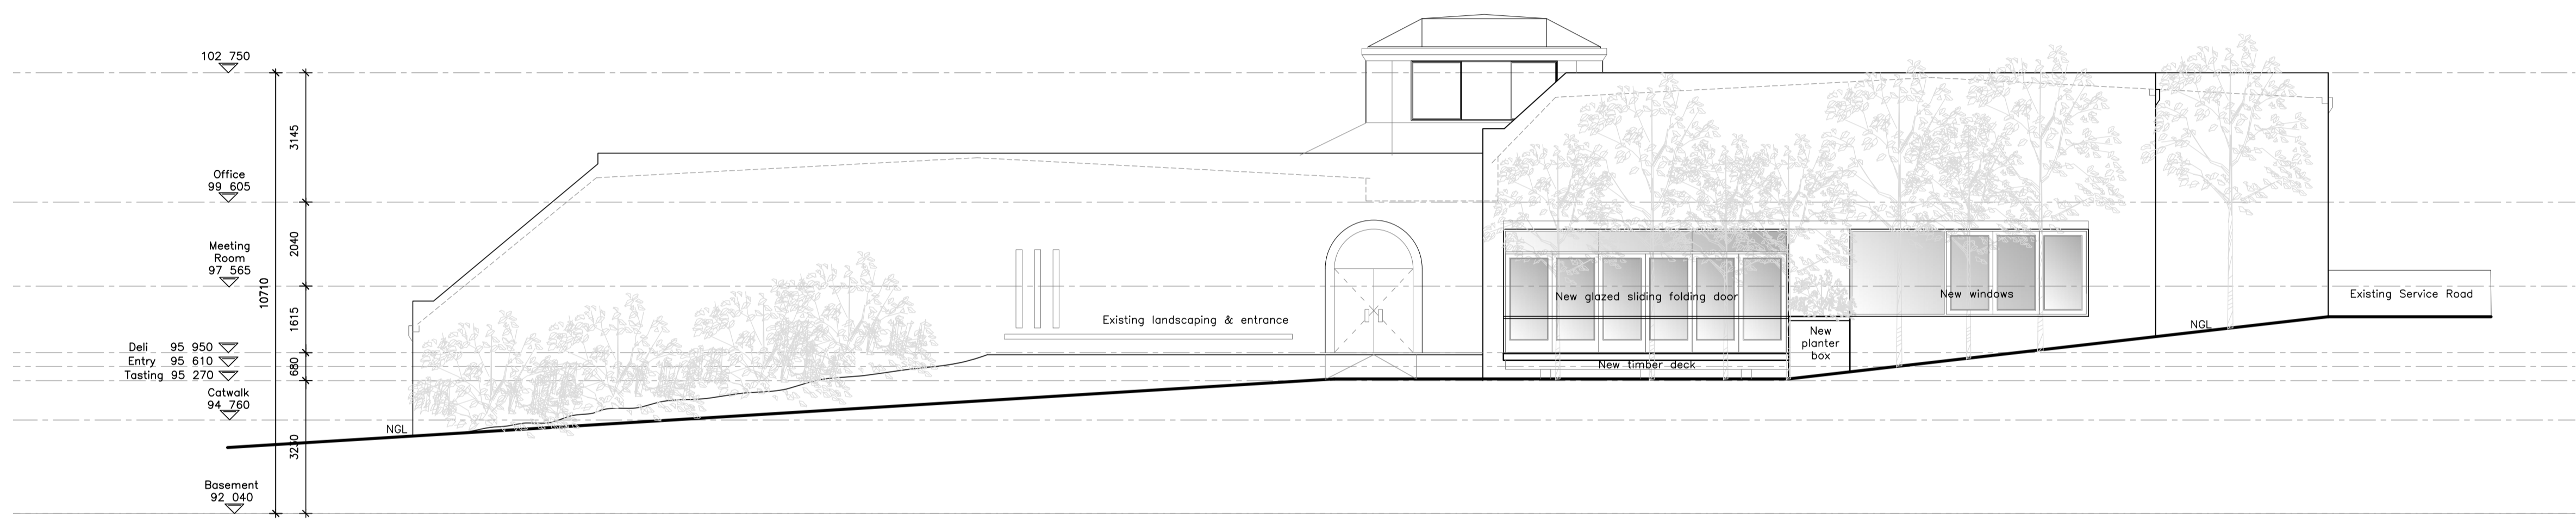 102 750
3145
Office
99 605
2040
Meeting
Room
97 565
10710
1615
Deli 95 950
Entry 95 610
Tasting 95 270
680
Catwalk
94 760
3230
Basement
92 040
NGL
Existing landscaping & entrance
New glazed sliding folding door
New timber deck
New
planter
box
New windows
NGL
Existing Service Road